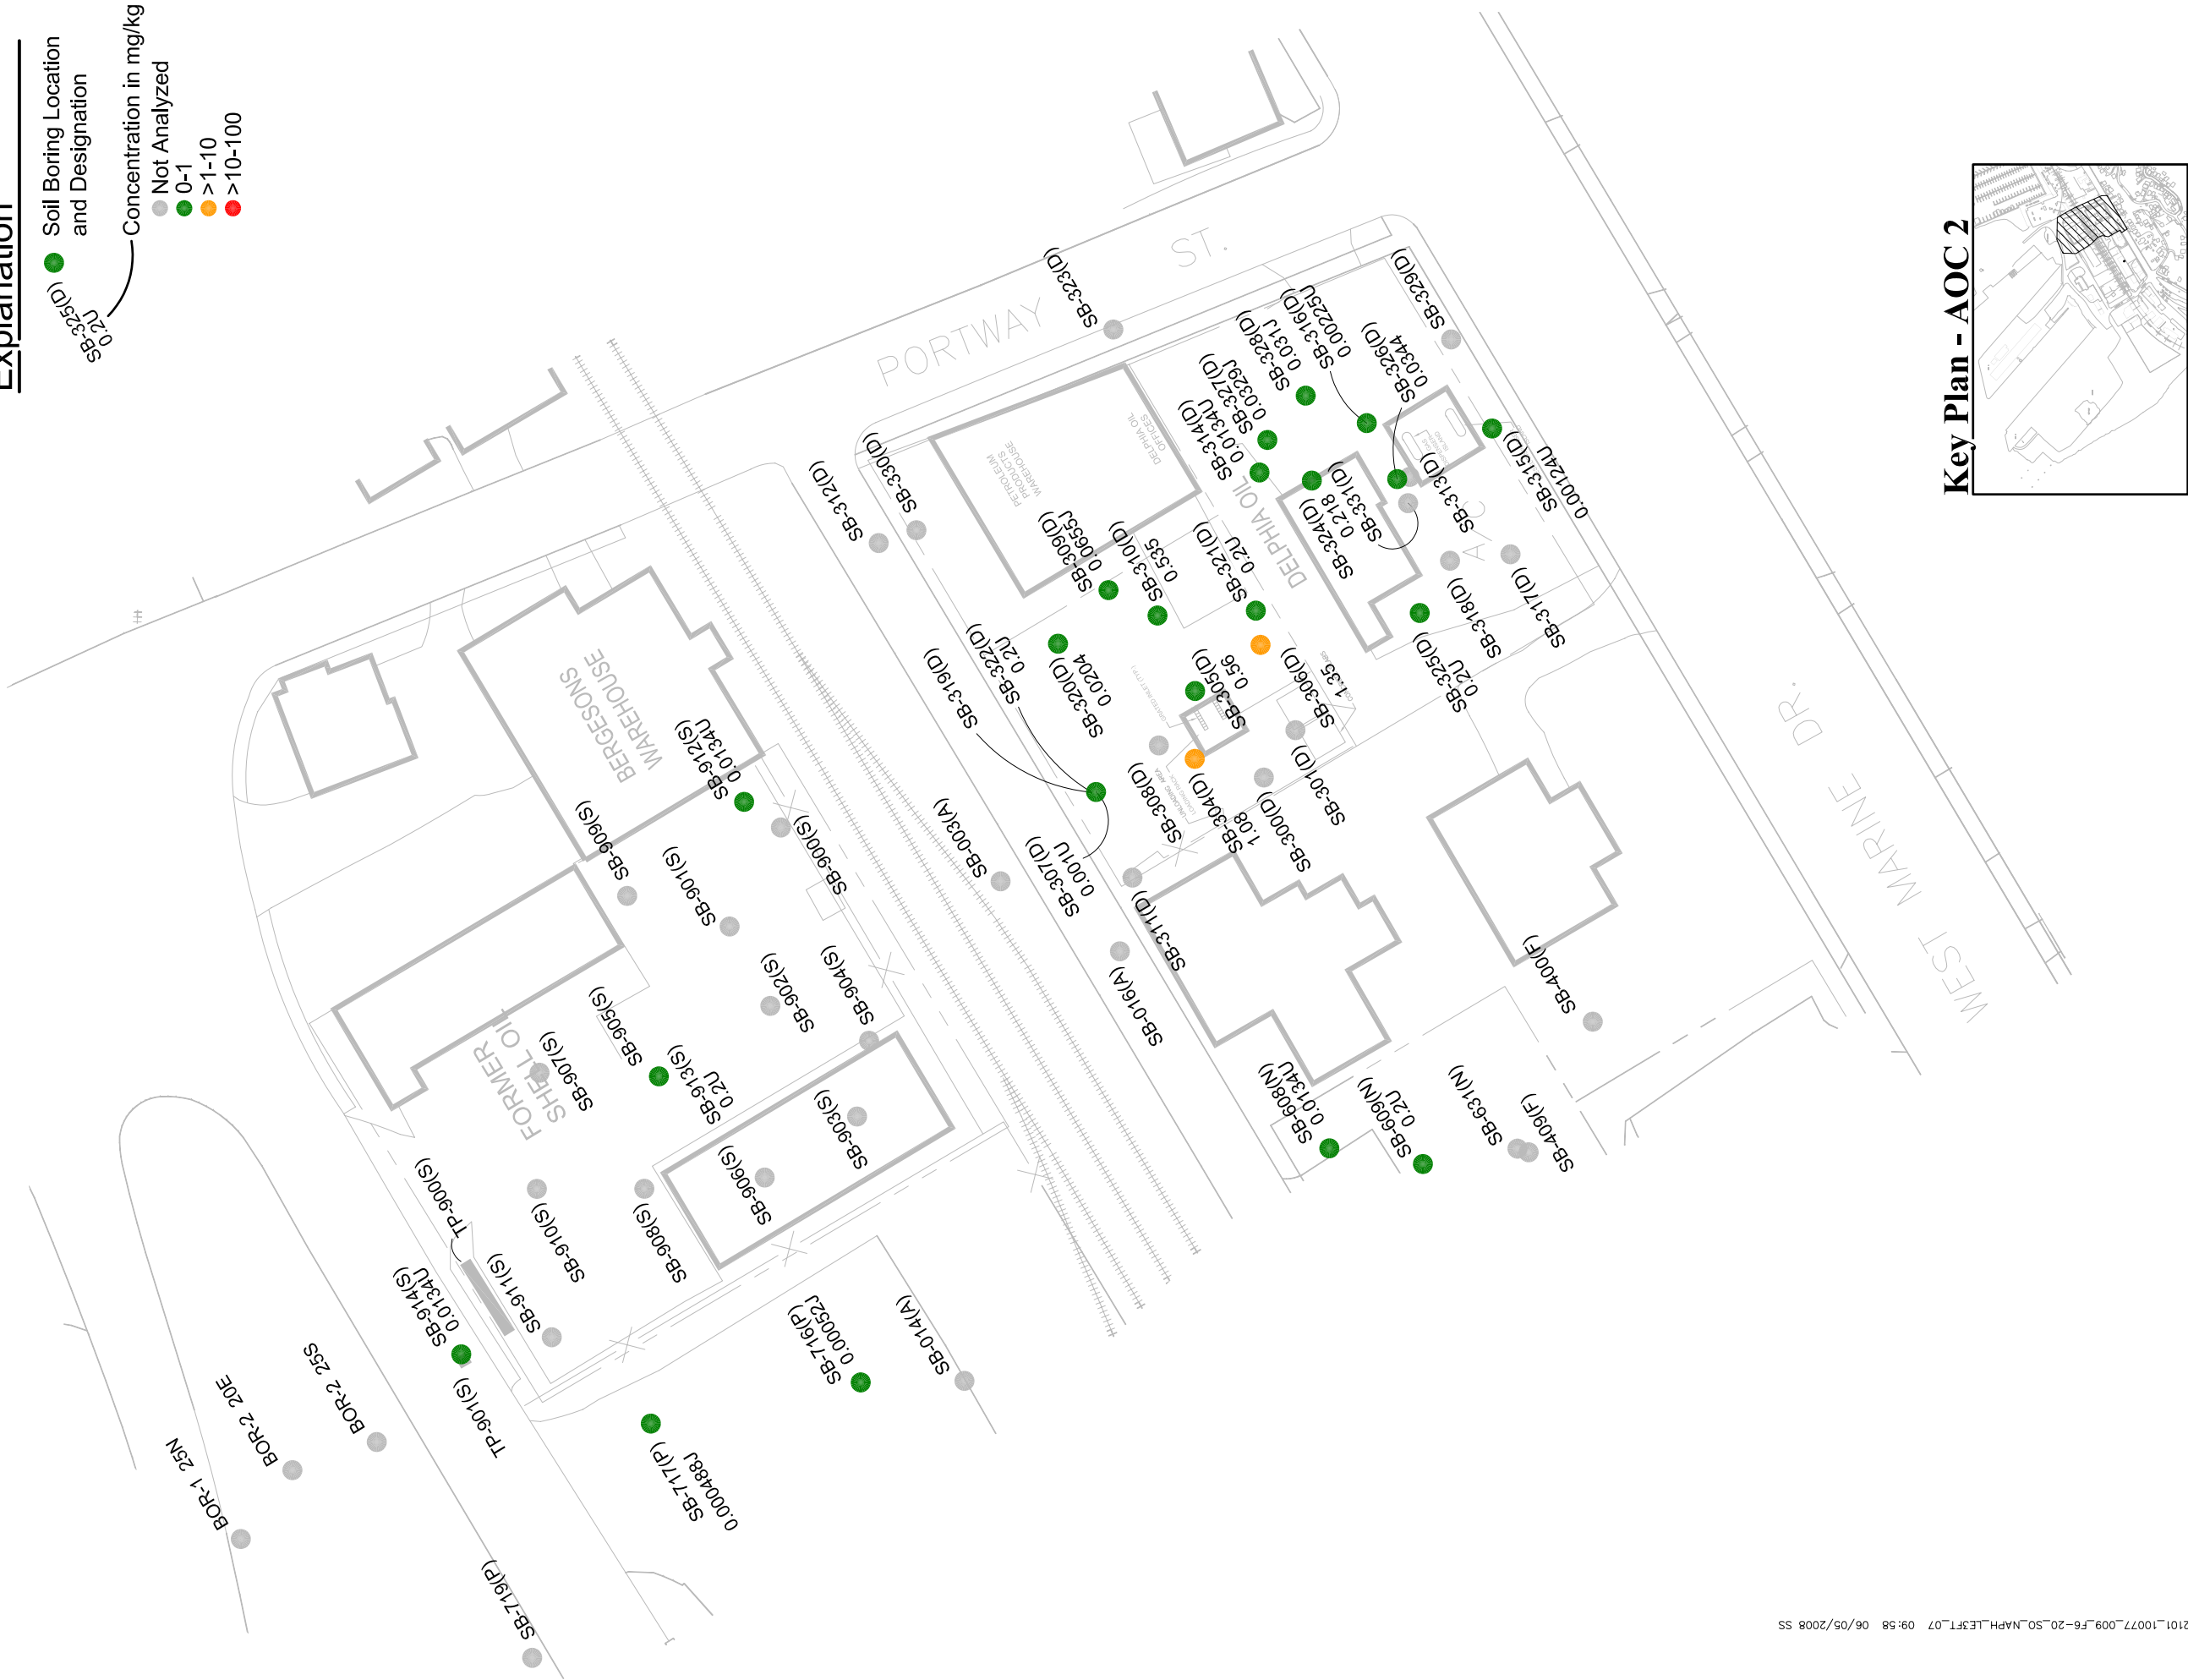 Explanation
SB-325(D)
0.2U
Soil Boring Location
and Designation
Concentration in mg/kg
Not Analyzed
0-1
>1-10
>10-100
BOR-1 25N
BOR-2 20E
BOR-2 25S
SB-719(P)
SB-914(S)
0.0134U
TP-901(S)
TP-900(S)
SB-911(S)
SB-910(S)
SB-908(S)
SB-717(P)
0.000488J
SB-716(P)
0.00052J
SB-014(A)
FORMER
SHELL OIL
SB-907(S)
SB-905(S)
SB-913(S)
0.2U
SB-906(S)
SB-903(S)
SB-902(S)
SB-904(S)
SB-909(S)
SB-901(S)
SB-900(S)
SB-912(S)
0.0134U
BERGESONS
WAREHOUSE
SB-003(A)
SB-016(A)
SB-311(D)
SB-307(D)
0.001U
SB-319(D)
SB-322(D)
0.2U
SB-312(D)
SB-330(D)
PORTWAY ST.
SB-323(D)
PETROLEUM
PRODUCTS
WAREHOUSE
DELPHIA OIL
OFFICES
SB-309(D)
0.0655J
SB-310(D)
0.535
SB-320(D)
0.0204
SB-321(D)
0.2U
SB-305(D)
0.56
SB-306(D)
1.35
SB-308(D)
UNLOADING AREA
LOADING RACK
SB-304(D)
1.08
SB-300(D)
SB-301(D)
DELPHIA OIL
SB-314(D)
0.0134U
SB-327(D)
0.0329J
SB-328(D)
0.031J
SB-316(D)
0.00225U
SB-326(D)
0.0344
SB-329(D)
SB-324(D)
0.218
SB-331(D)
SB-313(D)
SB-315(D)
0.00124U
SB-318(D)
SB-317(D)
SB-325(D)
0.2U
SB-400(F)
SB-608(N)
0.0134U
SB-609(N)
0.2U
SB-631(N)
SB-409(F)
WEST MARINE DR.
Key Plan - AOC 2
2101_10077_009_F6-20_SO_NAPH_LE3FT_07 09:58 06/05/2008 SS